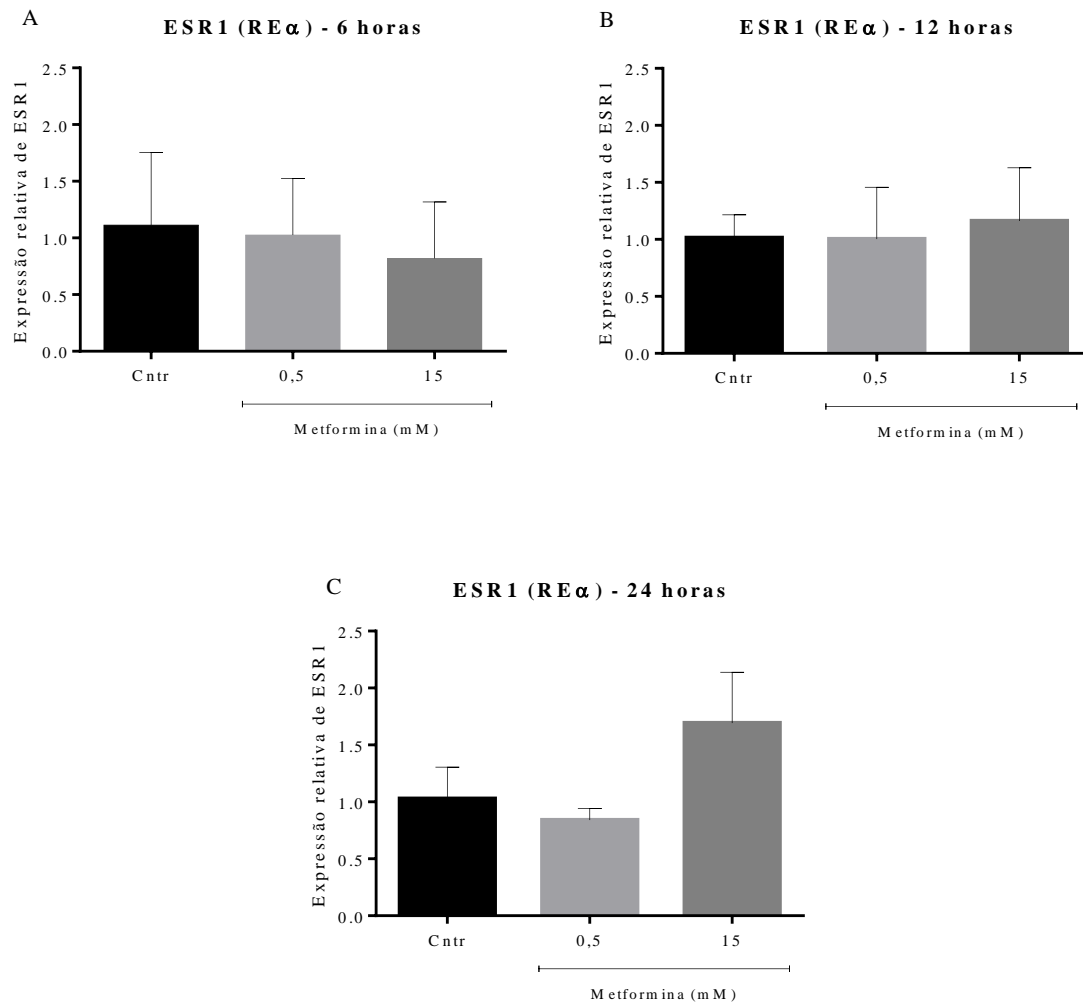 A
ESR1 (REα) - 6 horas
Expressão relativa de ESR1
2.5
2.0
1.5
1.0
0.5
0.0
Cntr 0,5 15
Metformina (mM)
B
ESR1 (REα) - 12 horas
Expressão relativa de ESR1
2.5
2.0
1.5
1.0
0.5
0.0
Cntr 0,5 15
Metformina (mM)
C
ESR1 (REα) - 24 horas
Expressão relativa de ESR1
2.5
2.0
1.5
1.0
0.5
0.0
Cntr 0,5 15
Metformina (mM)